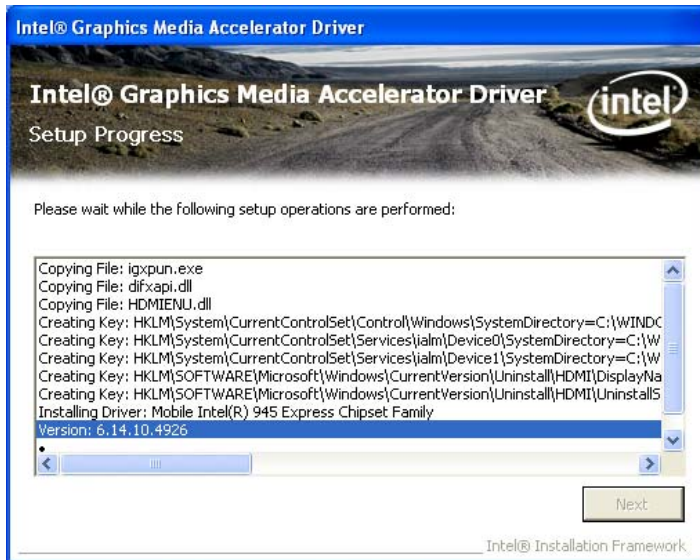 Intel® Graphics Media Accelerator Driver
Intel® Graphics Media Accelerator Driver
intel
Setup Progress
Please wait while the following setup operations are performed:
Copying File: igxpun.exe
Copying File: difxapi.dll
Copying File: HDMIENU.dll
Creating Key: HKLM\System\CurrentControlSet\Control\Windows\SystemDirectory=C:\WINDO
Creating Key: HKLM\System\CurrentControlSet\Services\ialm\Device0\SystemDirectory=C:\W
Creating Key: HKLM\System\CurrentControlSet\Services\ialm\Device1\SystemDirectory=C:\W
Creating Key: HKLM\SOFTWARE\Microsoft\Windows\CurrentVersion\Uninstall\HDMI\DisplayNa
Creating Key: HKLM\SOFTWARE\Microsoft\Windows\CurrentVersion\Uninstall\HDMI\UninstallS
Installing Driver: Mobile Intel(R) 945 Express Chipset Family
Version: 6.14.10.4926
Next
Intel® Installation Framework